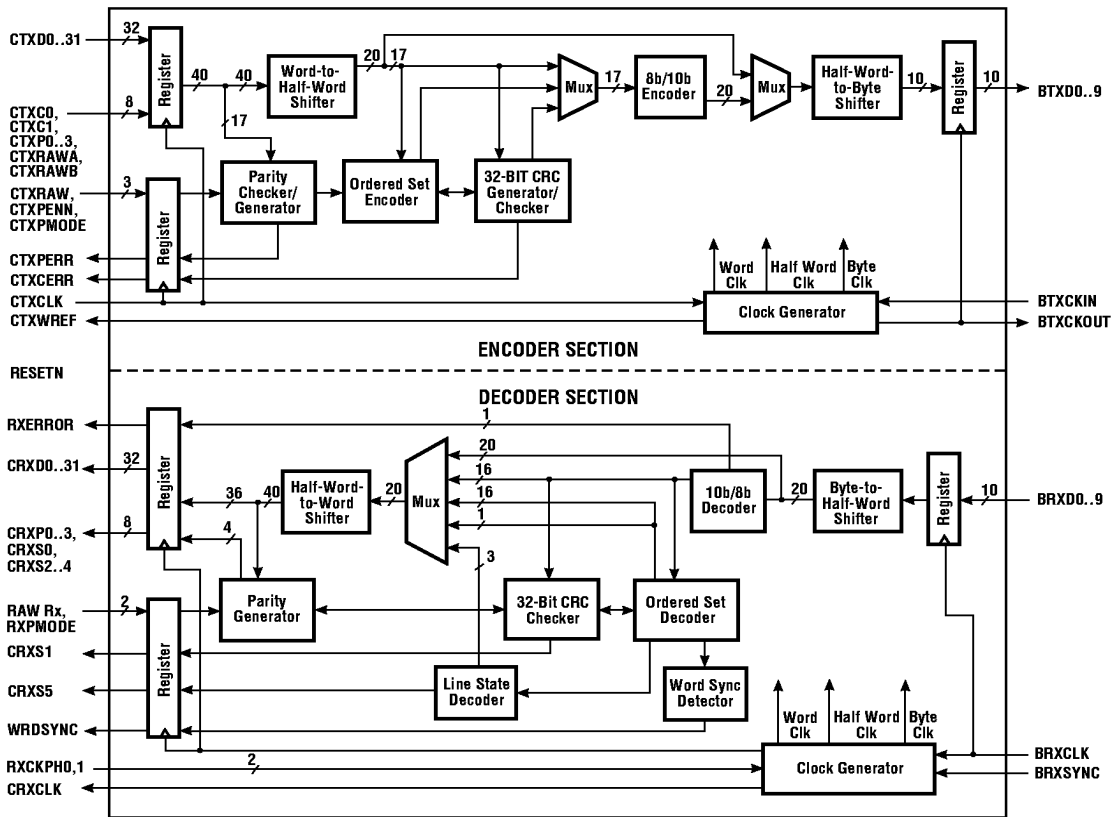 CTXD0..31
32
Register
40
40
Word-to-
Half-Word
Shifter
20
17
Mux
17
8b/10b
Encoder
20
Mux
Half-Word-
to-Byte
Shifter
10
Register
10
BTXD0..9
8
CTXC0,
CTXC1,
CTXP0..3,
CTXRAWA,
CTXRAWB
17
CTXRAW,
CTXPENN,
CTXPMODE
3
Register
Parity
Checker/
Generator
Ordered Set
Encoder
32-BIT CRC
Generator/
Checker
CTXPERR
CTXCERR
CTXCLK
CTXWREF
Word
Clk
Half Word
Clk
Byte
Clk
Clock Generator
BTXCKIN
BTXCKOUT
ENCODER SECTION
RESETN
DECODER SECTION
RXERROR
1
CRXD0..31
32
Register
36
40
Half-Word-
to-Word
Shifter
20
Mux
20
16
16
1
3
10b/8b
Decoder
20
Byte-to-
Half-Word
Shifter
Register
10
BRXD0..9
CRXP0..3,
CRXS0,
CRXS2..4
8
4
RAW Rx,
RXPMODE
2
Register
Parity
Generator
32-Bit CRC
Checker
Ordered Set
Decoder
CRXS1
CRXS5
Line State
Decoder
Word Sync
Detector
WRDSYNC
Word
Clk
Half Word
Clk
Byte
Clk
RXCKPH0,1
2
Clock Generator
BRXCLK
BRXSYNC
CRXCLK